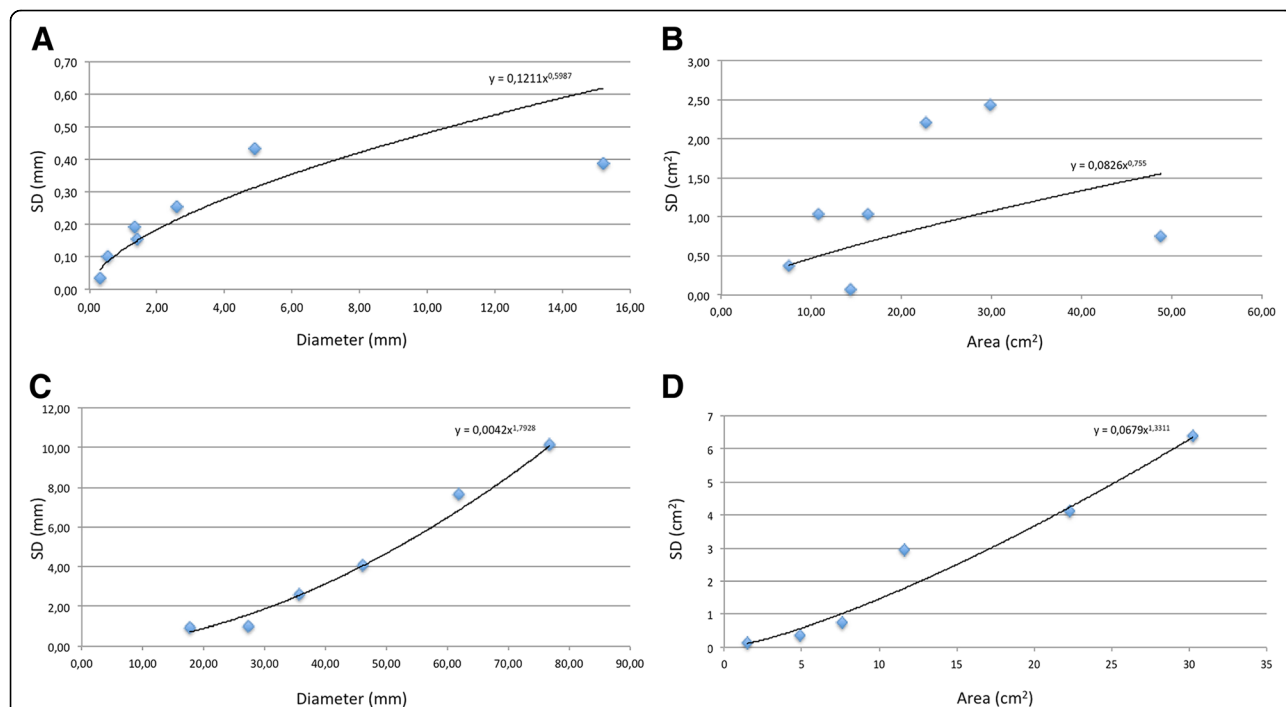 A
0,70
0,60
0,50
0,40
0,30
0,20
0,10
0,00
SD (mm)
y = 0,1211x^0,5987
0,00 2,00 4,00 6,00 8,00 10,00 12,00 14,00 16,00
Diameter (mm)
B
3,00
2,50
2,00
1,50
1,00
0,50
0,00
SD (cm²)
y = 0,0826x^0,755
0,00 10,00 20,00 30,00 40,00 50,00 60,00
Area (cm²)
C
12,00
10,00
8,00
6,00
4,00
2,00
0,00
SD (mm)
y = 0,0042x^1,7928
0,00 10,00 20,00 30,00 40,00 50,00 60,00 70,00 80,00 90,00
Diameter (mm)
D
7
6
5
4
3
2
1
0
SD (cm²)
y = 0,0679x^1,3311
0 5 10 15 20 25 30 35
Area (cm²)